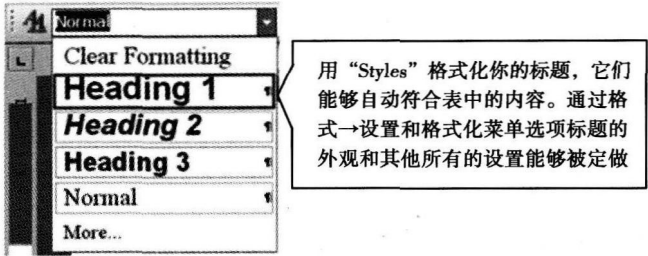 Normal
Clear Formatting
Heading 1
Heading 2
Heading 3
Normal
More...
用“Styles”格式化你的标题，它们
能够自动符合表中的内容。通过格
式→设置和格式化菜单选项标题的
外观和其他所有的设置能够被定做